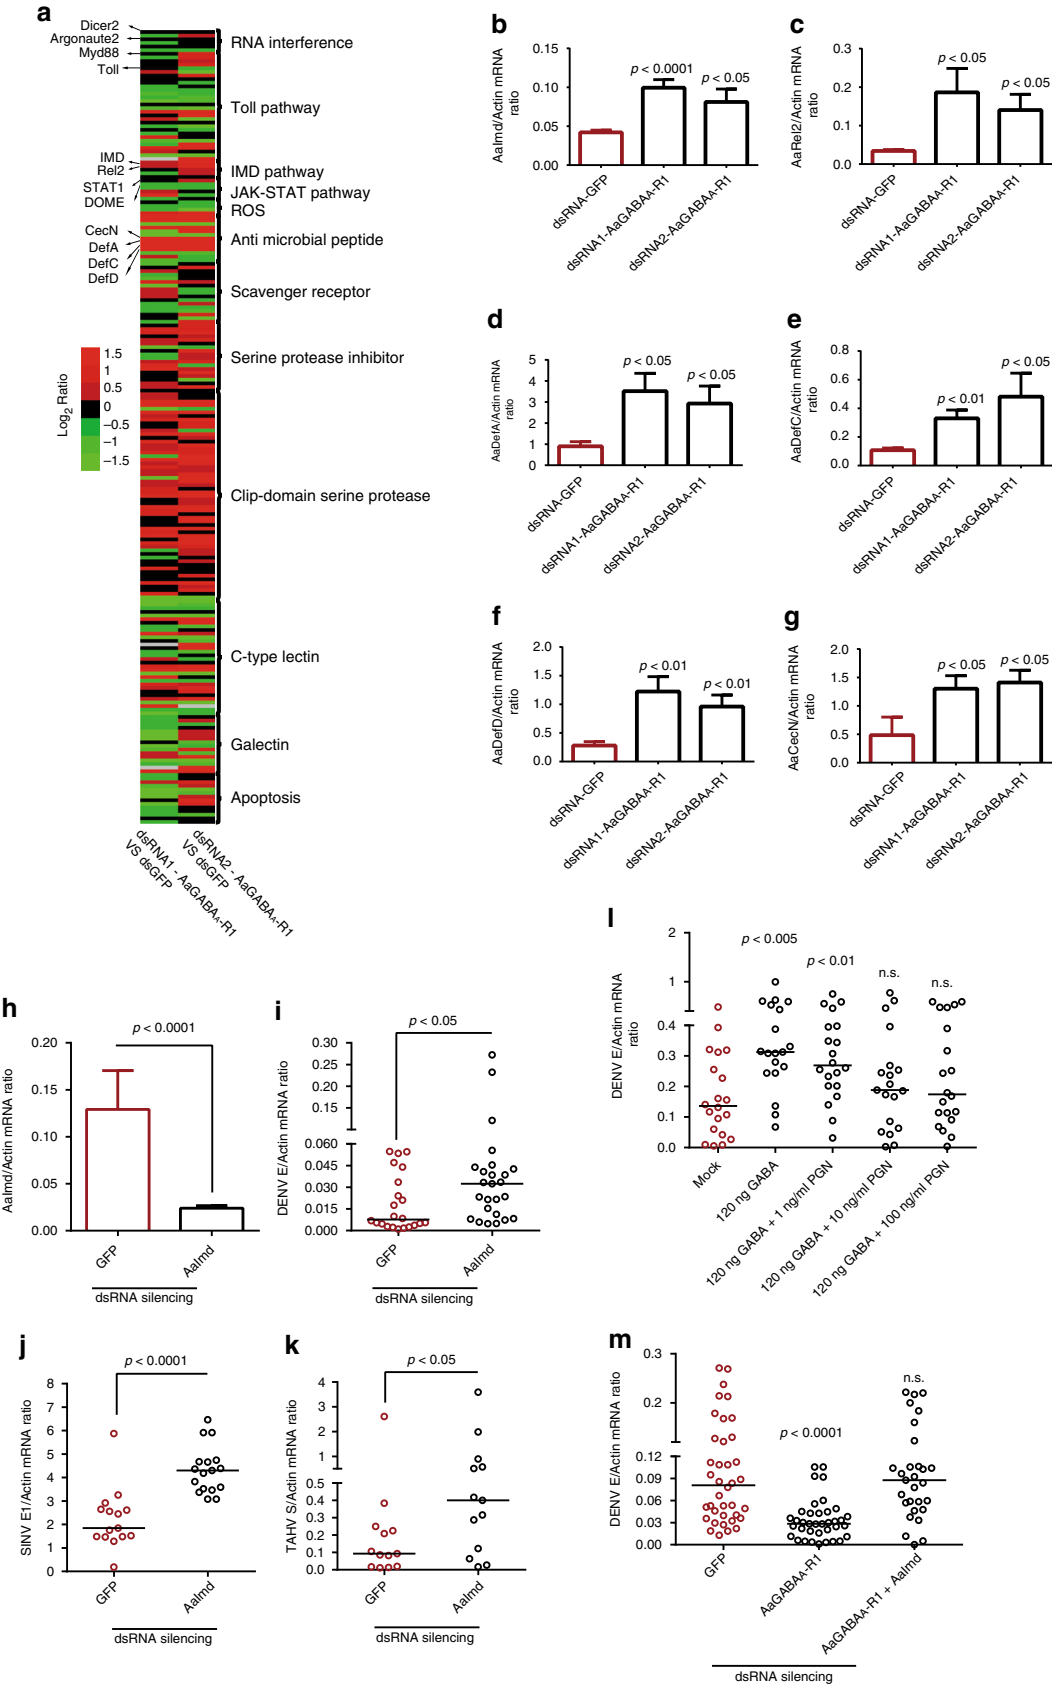 a
Dicer2
Argonaute2
Myd88
Toll
IMD
Rel2
STAT1
DOME
CecN
DefA
DefC
DefD
RNA interference
Toll pathway
IMD pathway
JAK-STAT pathway
ROS
Anti microbial peptide
Scavenger receptor
Serine protease inhibitor
Clip-domain serine protease
C-type lectin
Galectin
Apoptosis
Log2 Ratio
1.5
1
0.5
0
−0.5
−1
−1.5
dsRNA1 - AaGABAA-R1
VS dsGFP
dsRNA2 - AaGABAA-R1
VS dsGFP
b
AaImd/Actin mRNA
ratio
0.15
0.10
0.05
0.00
p < 0.0001
p < 0.05
dsRNA-GFP
dsRNA1-AaGABAA-R1
dsRNA2-AaGABAA-R1
c
AaRel2/Actin mRNA
ratio
0.3
0.2
0.1
0.0
p < 0.05
p < 0.05
dsRNA-GFP
dsRNA1-AaGABAA-R1
dsRNA2-AaGABAA-R1
d
AaDefA/Actin mRNA
ratio
5
4
3
2
1
0
p < 0.05
p < 0.05
dsRNA-GFP
dsRNA1-AaGABAA-R1
dsRNA2-AaGABAA-R1
e
AaDefC/Actin mRNA
ratio
0.8
0.6
0.4
0.2
0.0
p < 0.01
p < 0.05
dsRNA-GFP
dsRNA1-AaGABAA-R1
dsRNA2-AaGABAA-R1
f
AaDefD/Actin mRNA
ratio
2.0
1.5
1.0
0.5
0.0
p < 0.01
p < 0.01
dsRNA-GFP
dsRNA1-AaGABAA-R1
dsRNA2-AaGABAA-R1
g
AaCecN/Actin mRNA
ratio
2.0
1.5
1.0
0.5
0.0
p < 0.05
p < 0.05
dsRNA-GFP
dsRNA1-AaGABAA-R1
dsRNA2-AaGABAA-R1
h
AaImd/Actin mRNA ratio
0.20
0.15
0.10
0.05
0.00
p < 0.0001
GFP
AaImd
dsRNA silencing
i
DENV E/Actin mRNA ratio
0.30
0.25
0.20
0.15
0.060
0.045
0.030
0.015
0.000
p < 0.05
GFP
AaImd
dsRNA silencing
l
DENV E/Actin mRNA
ratio
2
1
0.4
0.3
0.2
0.1
0.0
p < 0.005
p < 0.01
n.s.
n.s.
Mock
120 ng GABA
120 ng GABA + 1 ng/ml PGN
120 ng GABA + 10 ng/ml PGN
120 ng GABA + 100 ng/ml PGN
j
SINV E1/Actin mRNA ratio
8
7
6
5
4
3
2
1
0
p < 0.0001
GFP
AaImd
dsRNA silencing
k
TAHV S/Actin mRNA ratio
4
3
2
1
0.5
0.4
0.3
0.2
0.1
0.0
p < 0.05
GFP
AaImd
dsRNA silencing
m
DENV E/Actin mRNA ratio
0.3
0.2
0.12
0.09
0.06
0.03
0.00
p < 0.0001
n.s.
GFP
AaGABAA-R1
AaGABAA-R1 + AaImd
dsRNA silencing